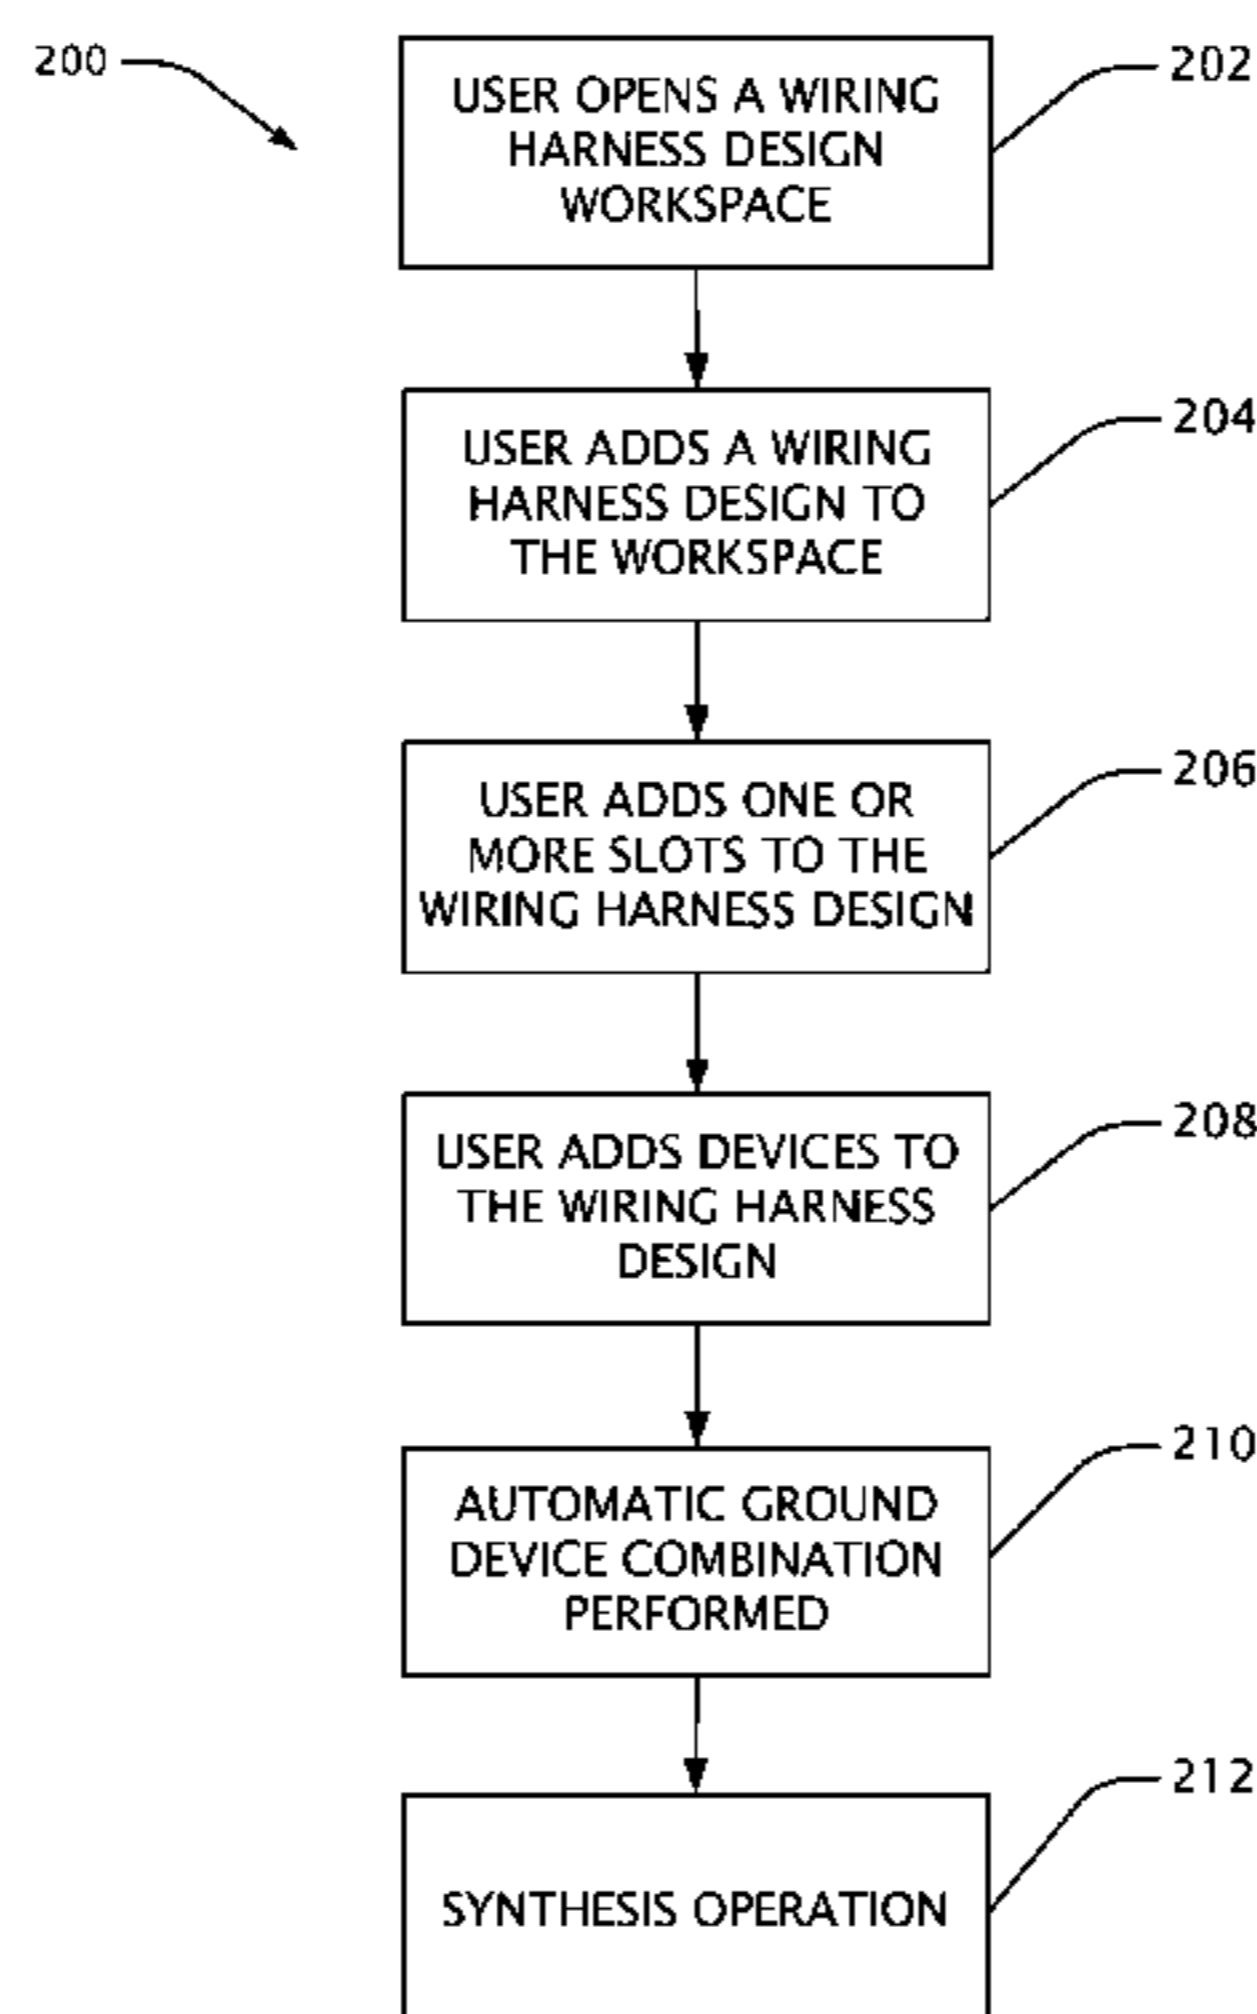 200
USER OPENS A WIRING
HARNESS DESIGN
WORKSPACE
202
USER ADDS A WIRING
HARNESS DESIGN TO
THE WORKSPACE
204
USER ADDS ONE OR
MORE SLOTS TO THE
WIRING HARNESS DESIGN
206
USER ADDS DEVICES TO
THE WIRING HARNESS
DESIGN
208
AUTOMATIC GROUND
DEVICE COMBINATION
PERFORMED
210
SYNTHESIS OPERATION
212